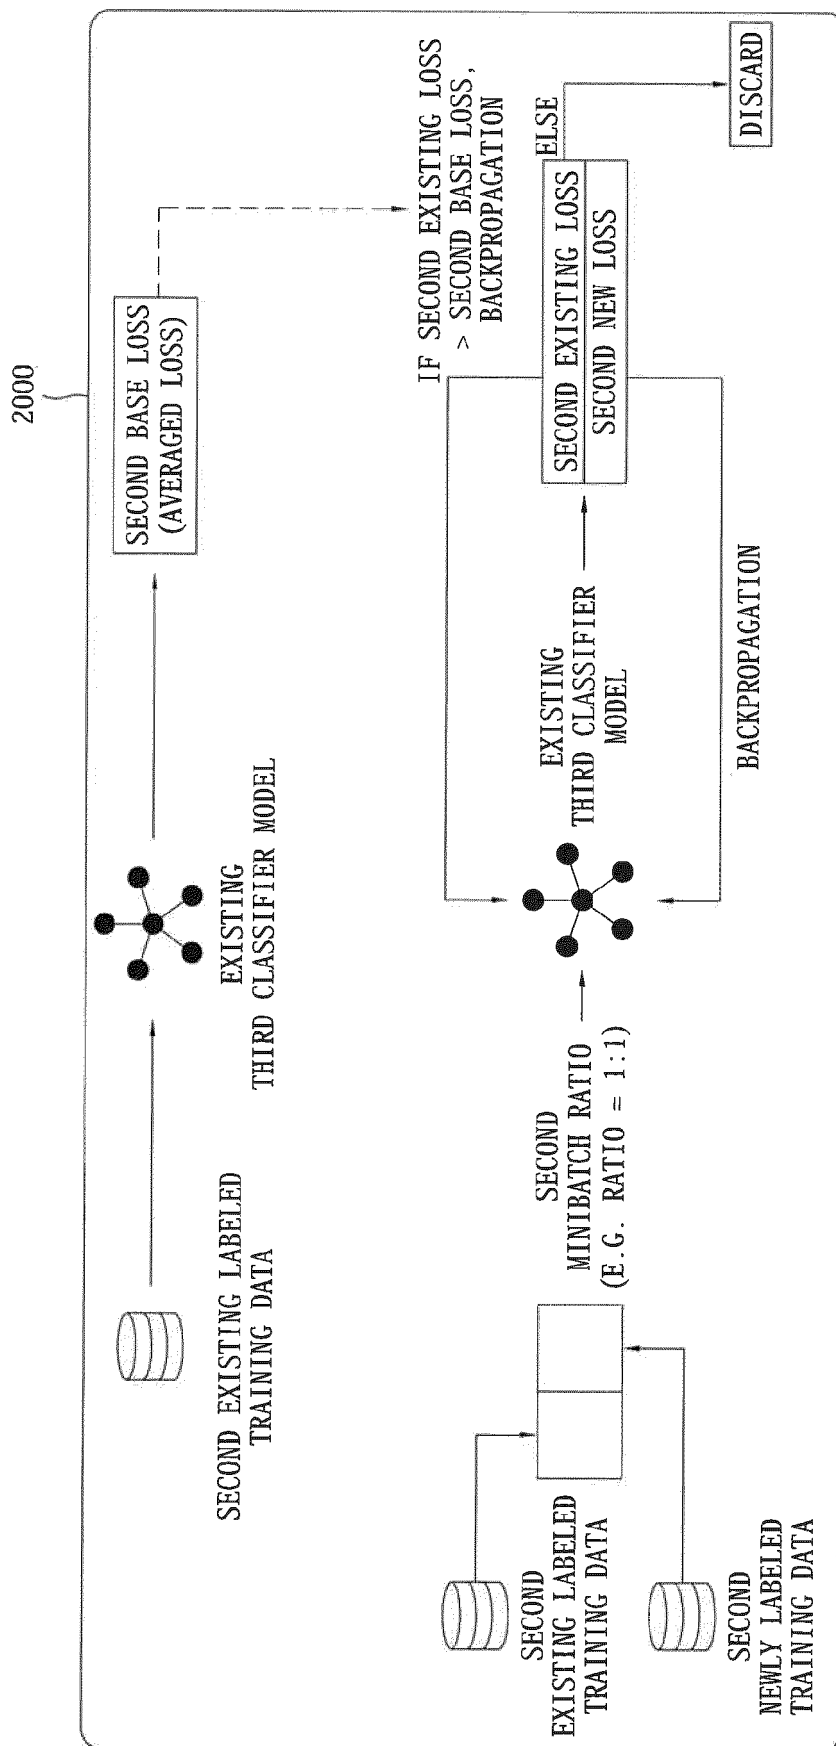 2000
SECOND EXISTING LABELED
TRAINING DATA
EXISTING
THIRD CLASSIFIER MODEL
SECOND BASE LOSS
(AVERAGED LOSS)
IF SECOND EXISTING LOSS
> SECOND BASE LOSS,
BACKPROPAGATION
SECOND
EXISTING LABELED
TRAINING DATA
SECOND
NEWLY LABELED
TRAINING DATA
SECOND
MINIBATCH RATIO
(E.G. RATIO = 1:1)
EXISTING
THIRD CLASSIFIER
MODEL
SECOND EXISTING LOSS
SECOND NEW LOSS
ELSE
DISCARD
BACKPROPAGATION